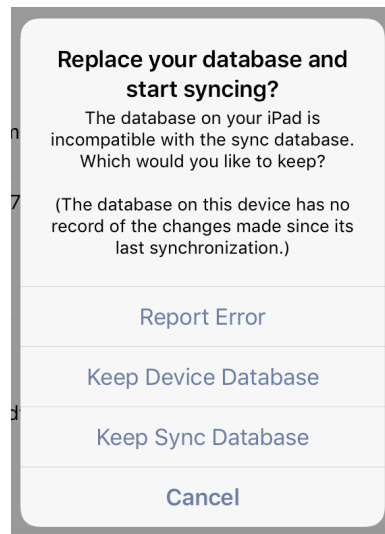 Replace your database and
start syncing?
The database on your iPad is
incompatible with the sync database.
Which would you like to keep?
(The database on this device has no
record of the changes made since its
last synchronization.)
Report Error
Keep Device Database
Keep Sync Database
Cancel